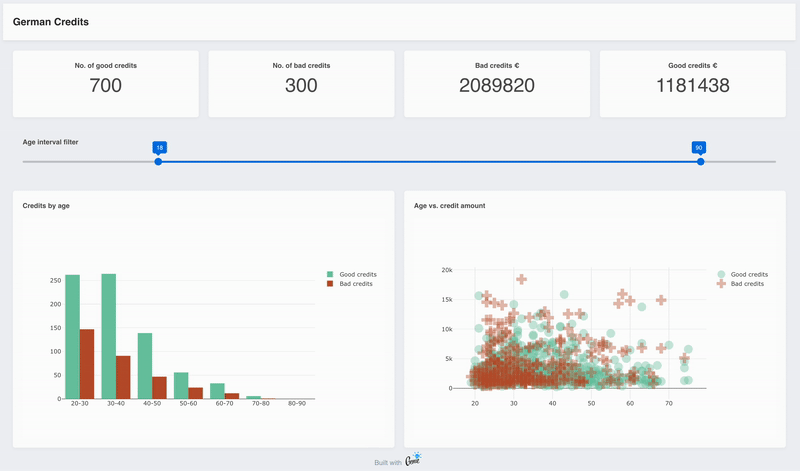 German Credits
No. of good credits
700
No. of bad credits
300
Bad credits €
2089820
Good credits €
1181438
Age interval filter
18
90
Credits by age
250
200
150
100
50
0
20-30
30-40
40-50
50-60
60-70
70-80
80-90
Good credits
Bad credits
Age vs. credit amount
20k
15k
10k
5k
0
20
30
40
50
60
70
Good credits
Bad credits
Built with Genie